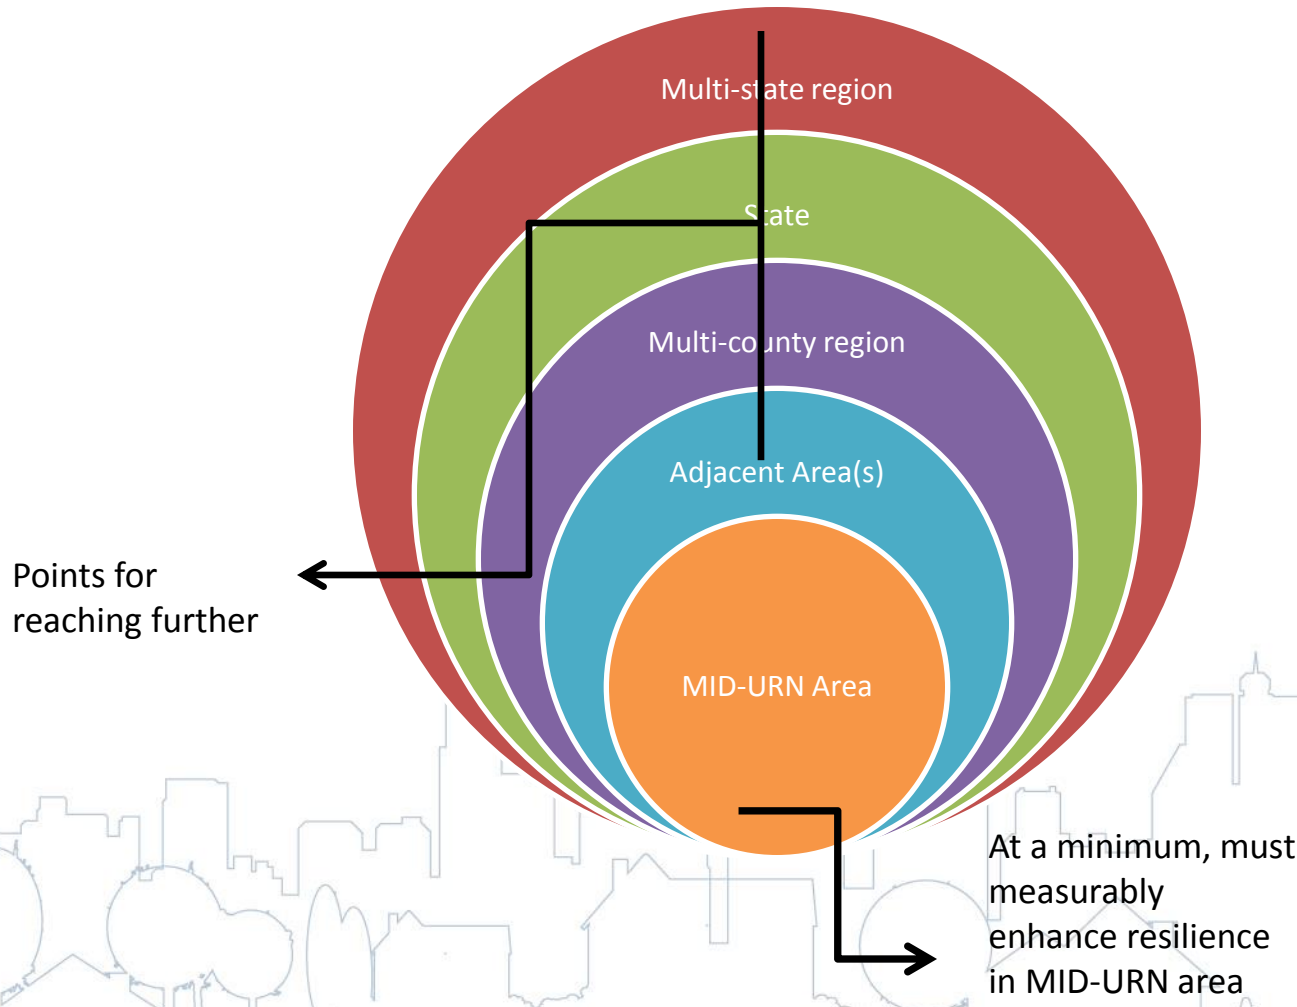 Multi-state region
State
Multi-county region
Adjacent Area(s)
Points for
reaching further
MID-URN Area
At a minimum, must
measurably
enhance resilience
in MID-URN area